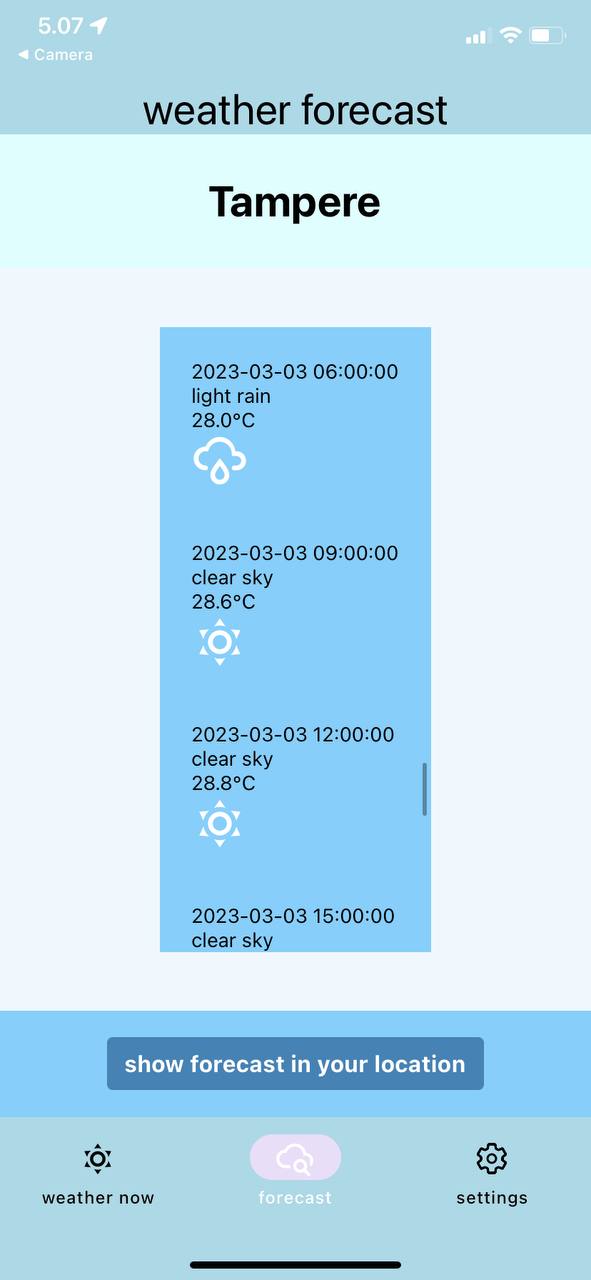 5.07
◀ Camera
weather forecast
Tampere
2023-03-03 06:00:00
light rain
28.0°C
2023-03-03 09:00:00
clear sky
28.6°C
2023-03-03 12:00:00
clear sky
28.8°C
2023-03-03 15:00:00
clear sky
show forecast in your location
weather now
forecast
settings